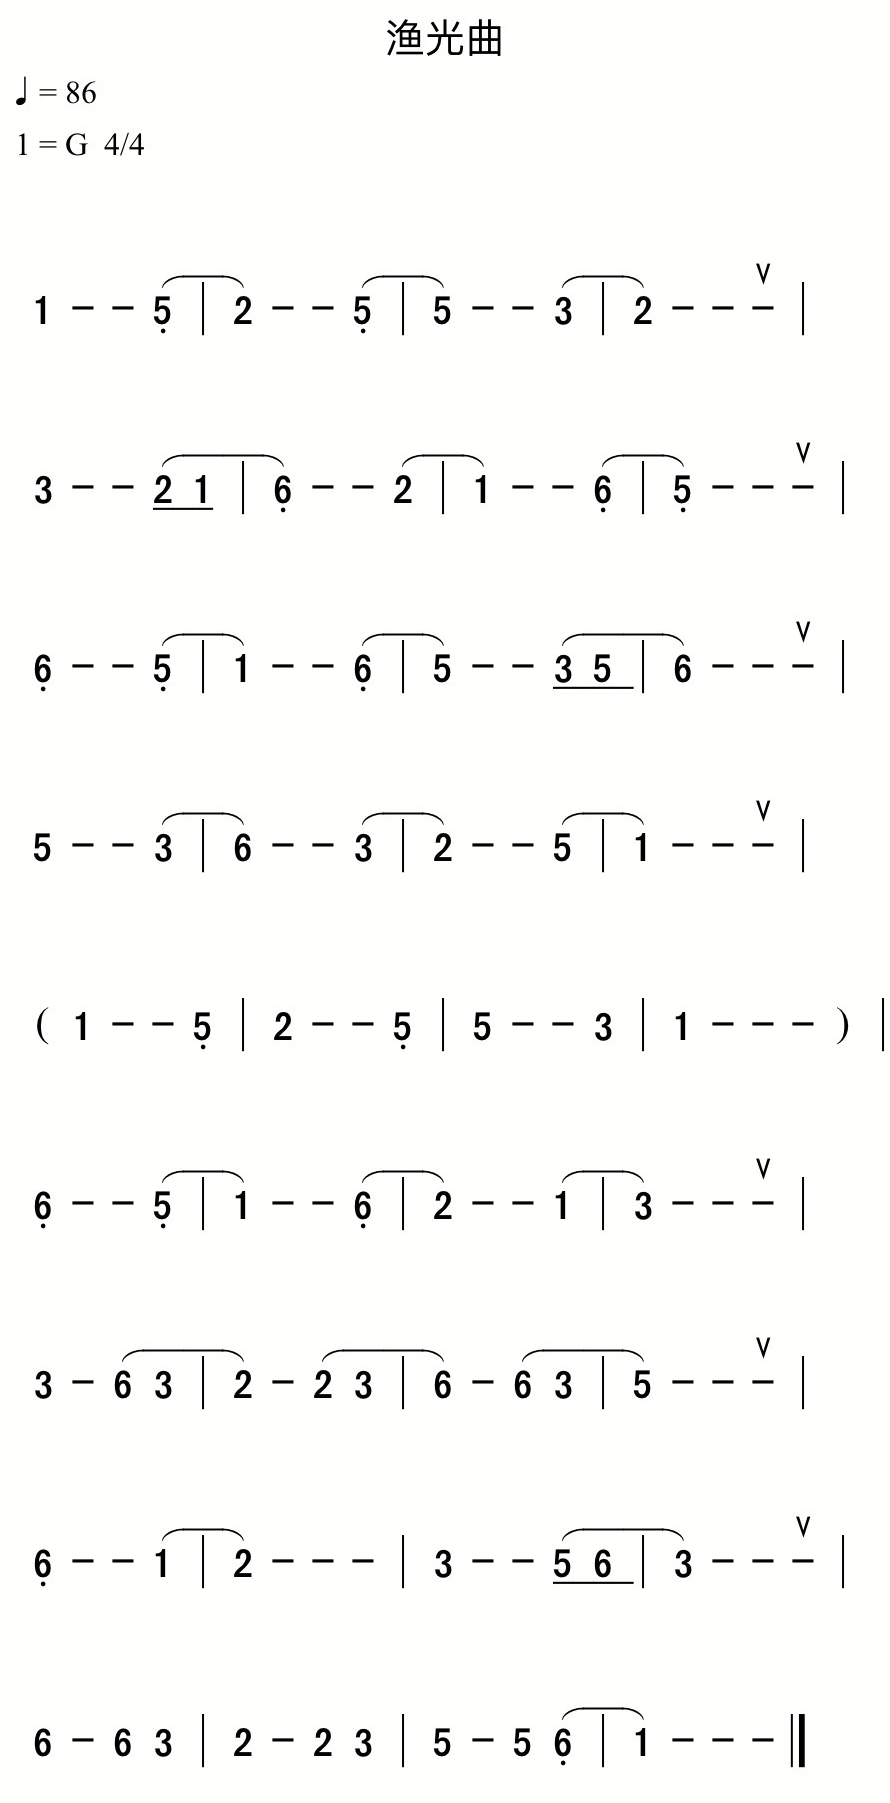 渔光曲
♩ = 86
1 = G 4/4
1 – – 5̣ | 2 – – 5̣ | 5 – – 3 | 2 – – – |
3 – – 2 1 | 6̣ – – 2 | 1 – – 6̣ | 5̣ – – – |
6̣ – – 5̣ | 1 – – 6̣ | 5 – – 3 5 | 6 – – – |
5 – – 3 | 6 – – 3 | 2 – – 5 | 1 – – – |
( 1 – – 5̣ | 2 – – 5̣ | 5 – – 3 | 1 – – – ) |
6̣ – – 5̣ | 1 – – 6̣ | 2 – – 1 | 3 – – – |
3 – 6 3 | 2 – 2 3 | 6 – 6 3 | 5 – – – |
6̣ – – 1 | 2 – – – | 3 – – 5 6 | 3 – – – |
6 – 6 3 | 2 – 2 3 | 5 – 5 6̣ | 1 – – – ‖